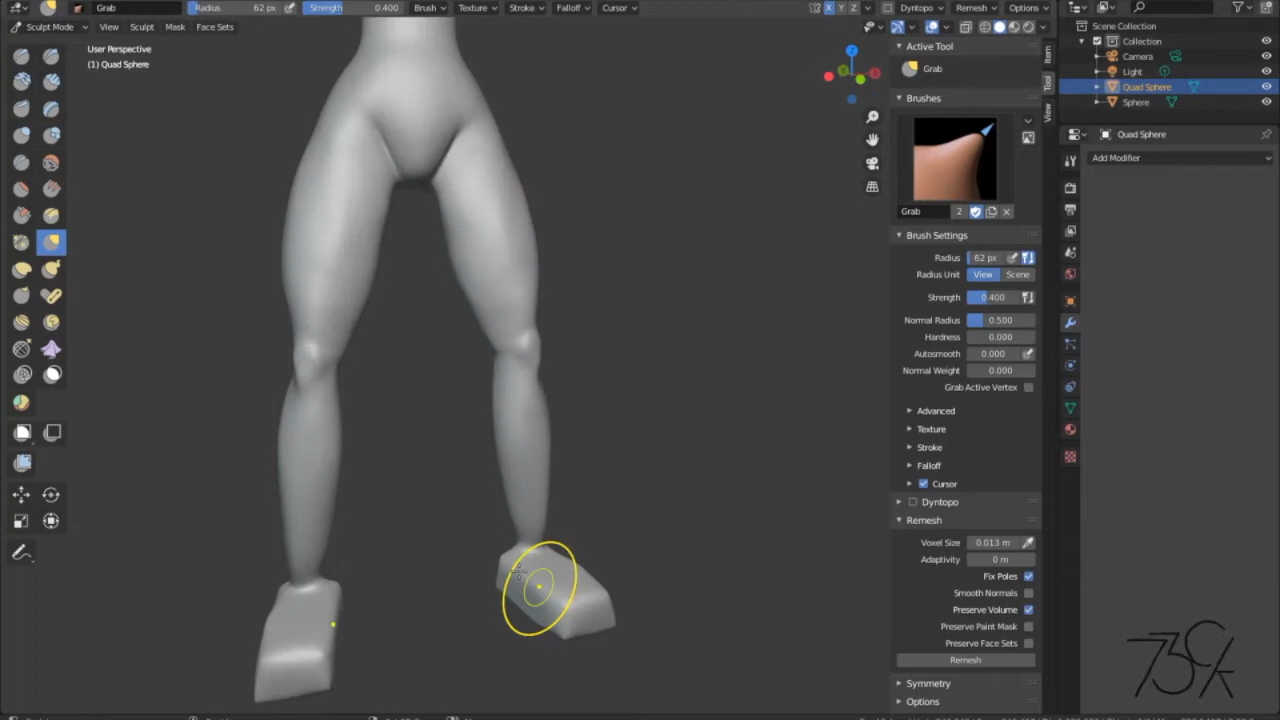 Grab
Radius 62 px
Strength 0.400
Brush
Texture
Stroke
Falloff
Cursor
X Y Z
Dyntopo
Remesh
Options
Sculpt Mode
View
Sculpt
Mask
Face Sets
User Perspective
(1) Quad Sphere
Active Tool
Grab
Brushes
Grab 2
Brush Settings
Radius 62 px
Radius Unit View Scene
Strength 0.400
Normal Radius 0.500
Hardness 0.000
Autosmooth 0.000
Normal Weight 0.000
Grab Active Vertex
Advanced
Texture
Stroke
Falloff
Cursor
Dyntopo
Remesh
Voxel Size 0.013 m
Adaptivity 0 m
Fix Poles
Smooth Normals
Preserve Volume
Preserve Paint Mask
Preserve Face Sets
Remesh
Symmetry
Options
Item
Tool
View
Scene Collection
Collection
Camera
Light
Quad Sphere
Sphere
Quad Sphere
Add Modifier